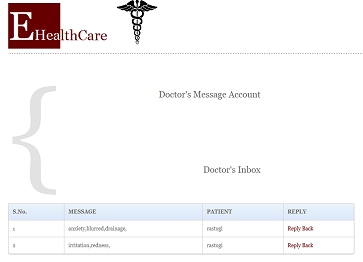 EHealthCare
Doctor's Message Account
Doctor's Inbox
S.No. MESSAGE PATIENT REPLY
1 anxiety,blurred,drainage, rastogi Reply Back
2 irritation,redness, rastogi Reply Back